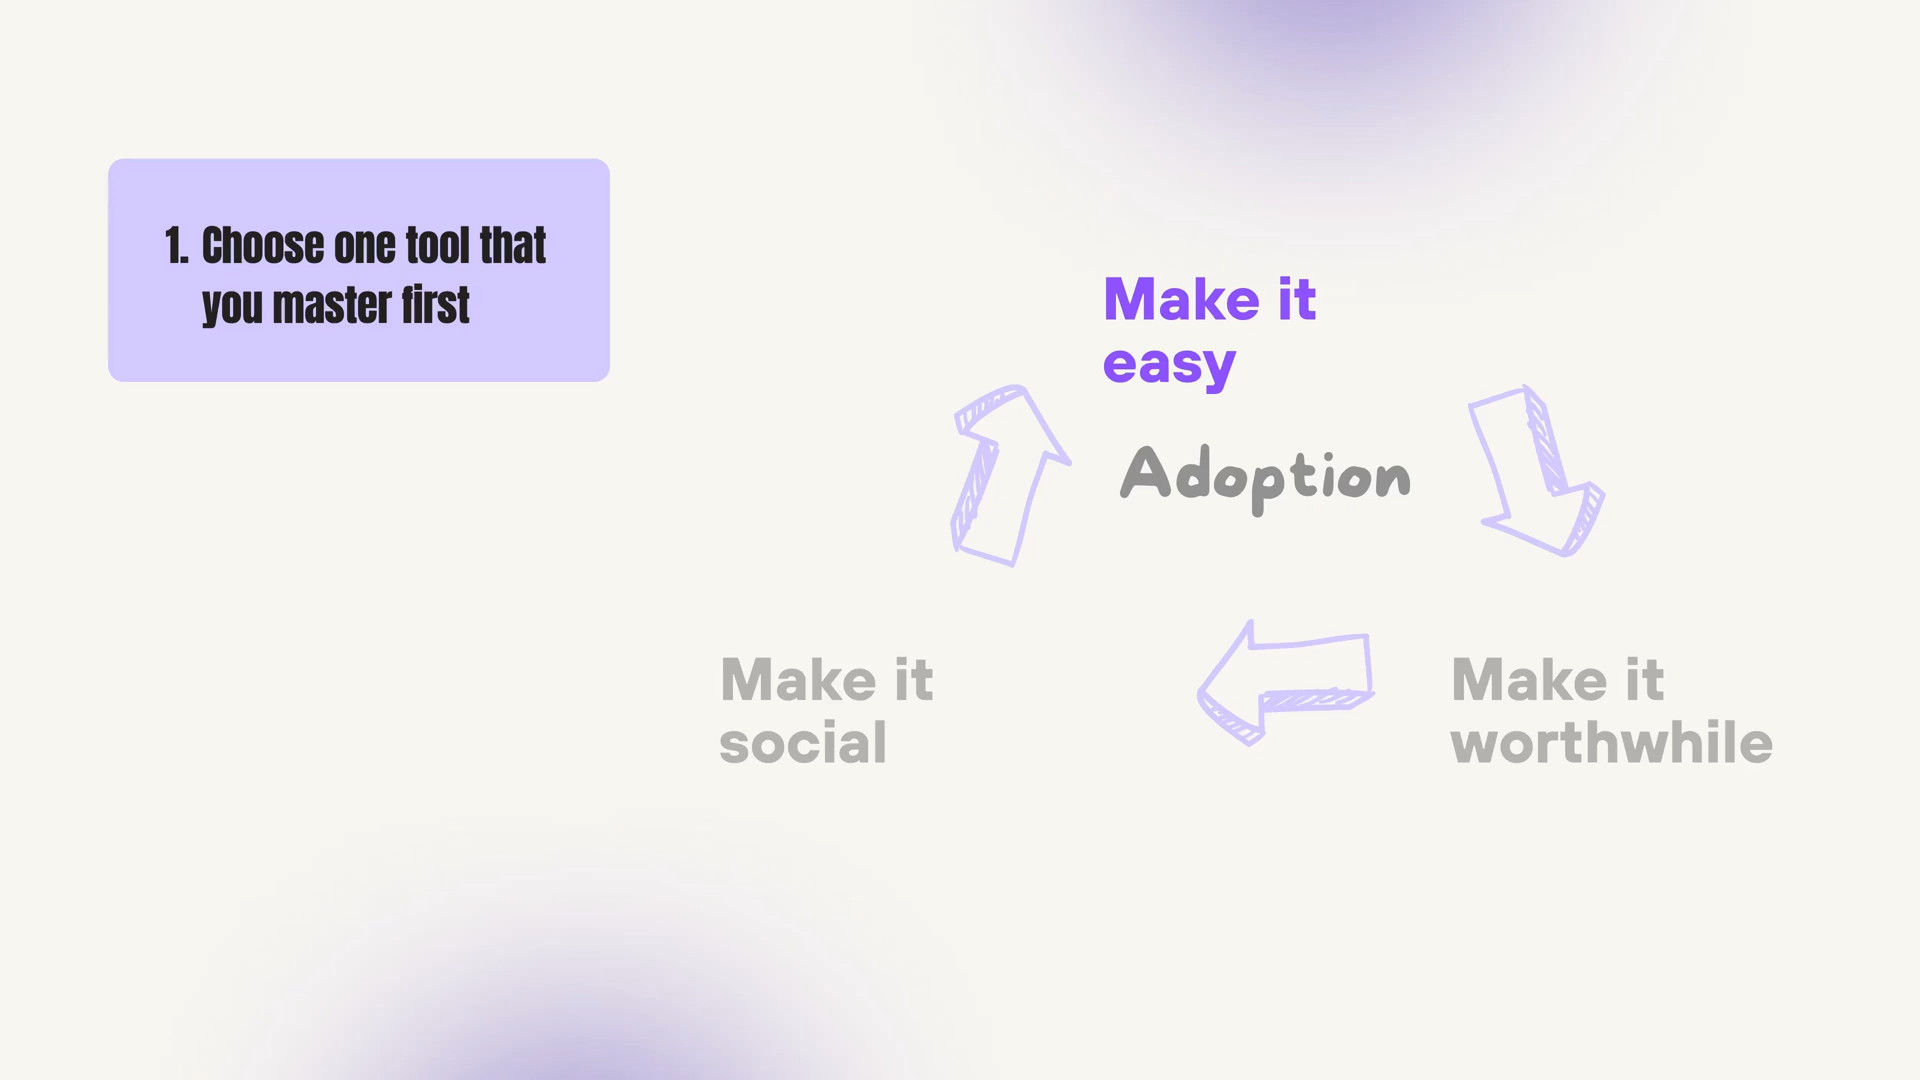 1. Choose one tool that
you master first
Make it
easy
Adoption
Make it
social
Make it
worthwhile